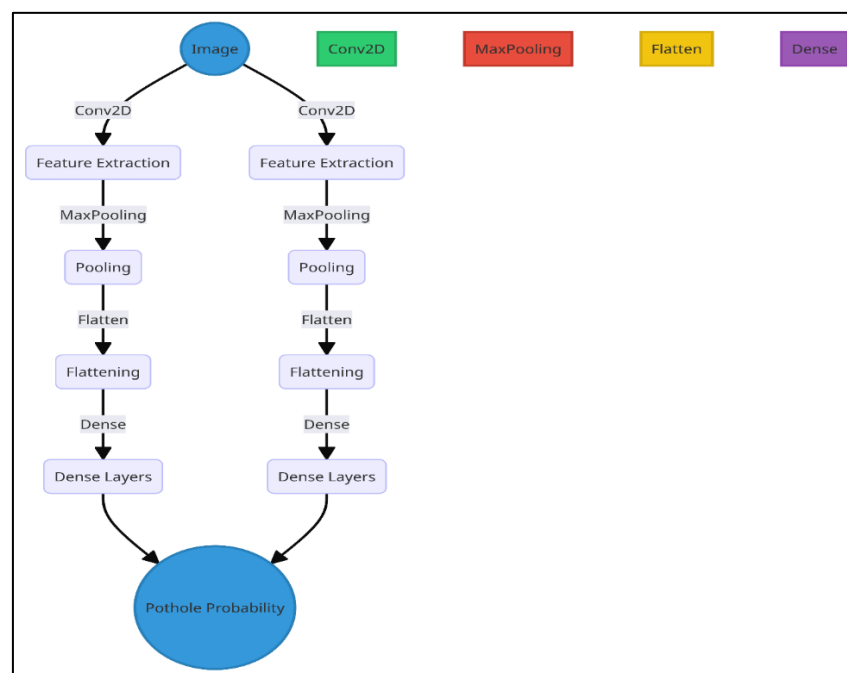 Image
Conv2D
MaxPooling
Flatten
Dense
Conv2D
Conv2D
Feature Extraction
Feature Extraction
MaxPooling
MaxPooling
Pooling
Pooling
Flatten
Flatten
Flattening
Flattening
Dense
Dense
Dense Layers
Dense Layers
Pothole Probability